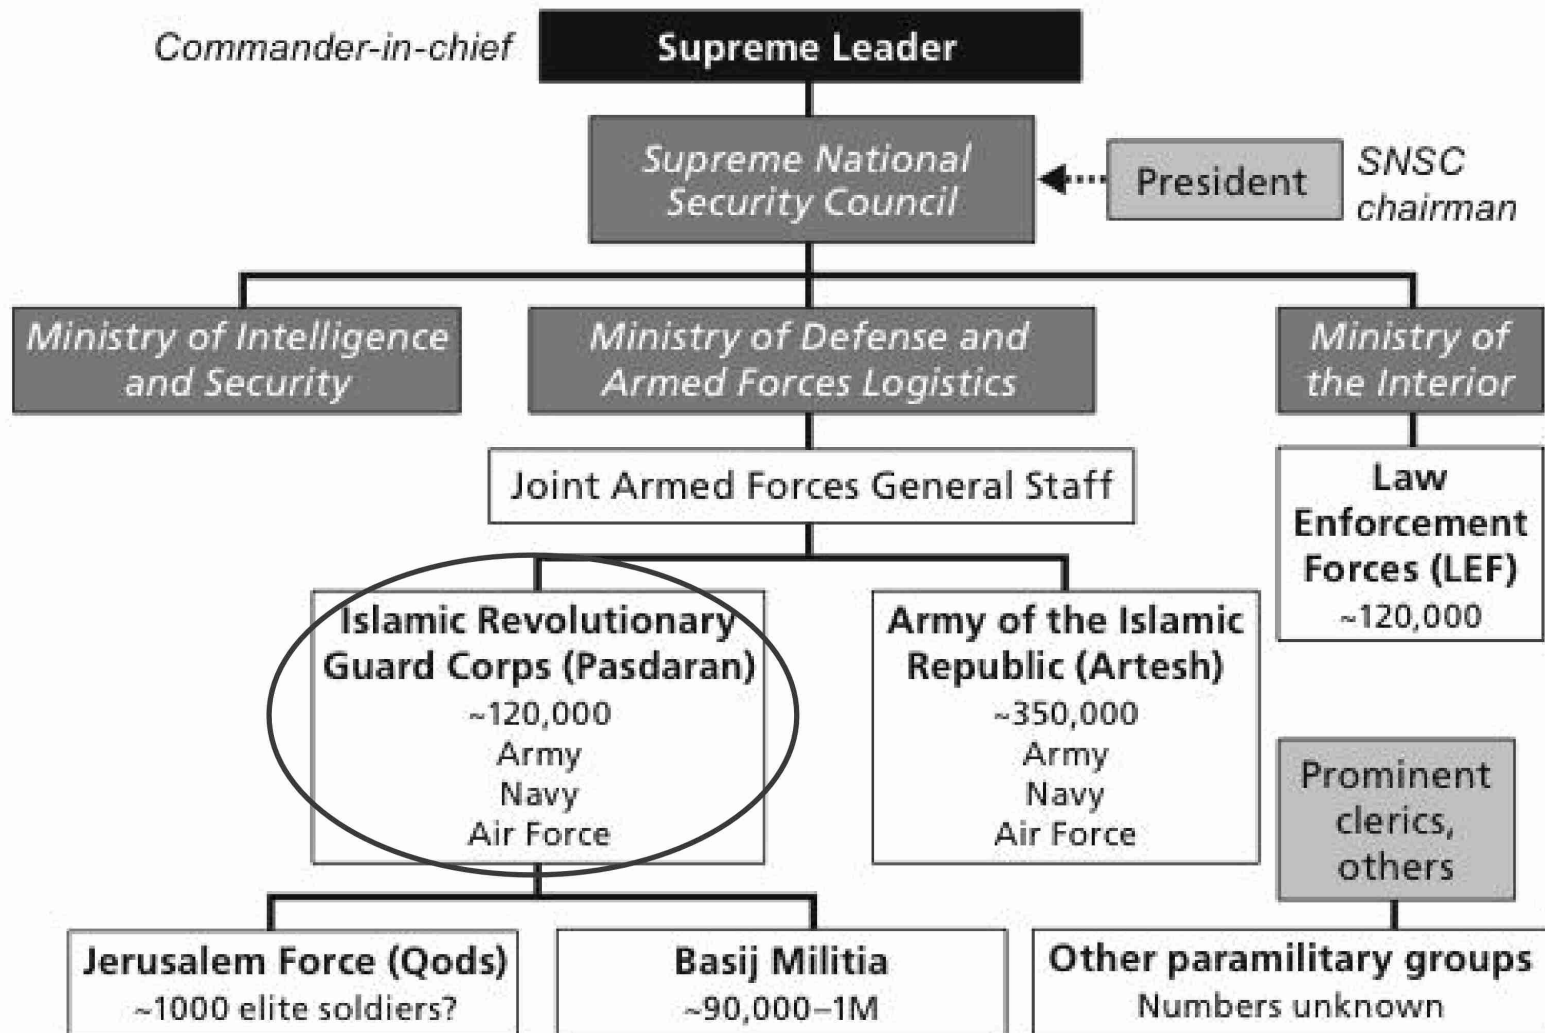 Commander-in-chief
Supreme Leader
Supreme National
Security Council
President
SNSC
chairman
Ministry of Intelligence
and Security
Ministry of Defense and
Armed Forces Logistics
Ministry of
the Interior
Joint Armed Forces General Staff
Law
Enforcement
Forces (LEF)
~120,000
Islamic Revolutionary
Guard Corps (Pasdaran)
~120,000
Army
Navy
Air Force
Army of the Islamic
Republic (Artesh)
~350,000
Army
Navy
Air Force
Prominent
clerics,
others
Jerusalem Force (Qods)
~1000 elite soldiers?
Basij Militia
~90,000–1M
Other paramilitary groups
Numbers unknown